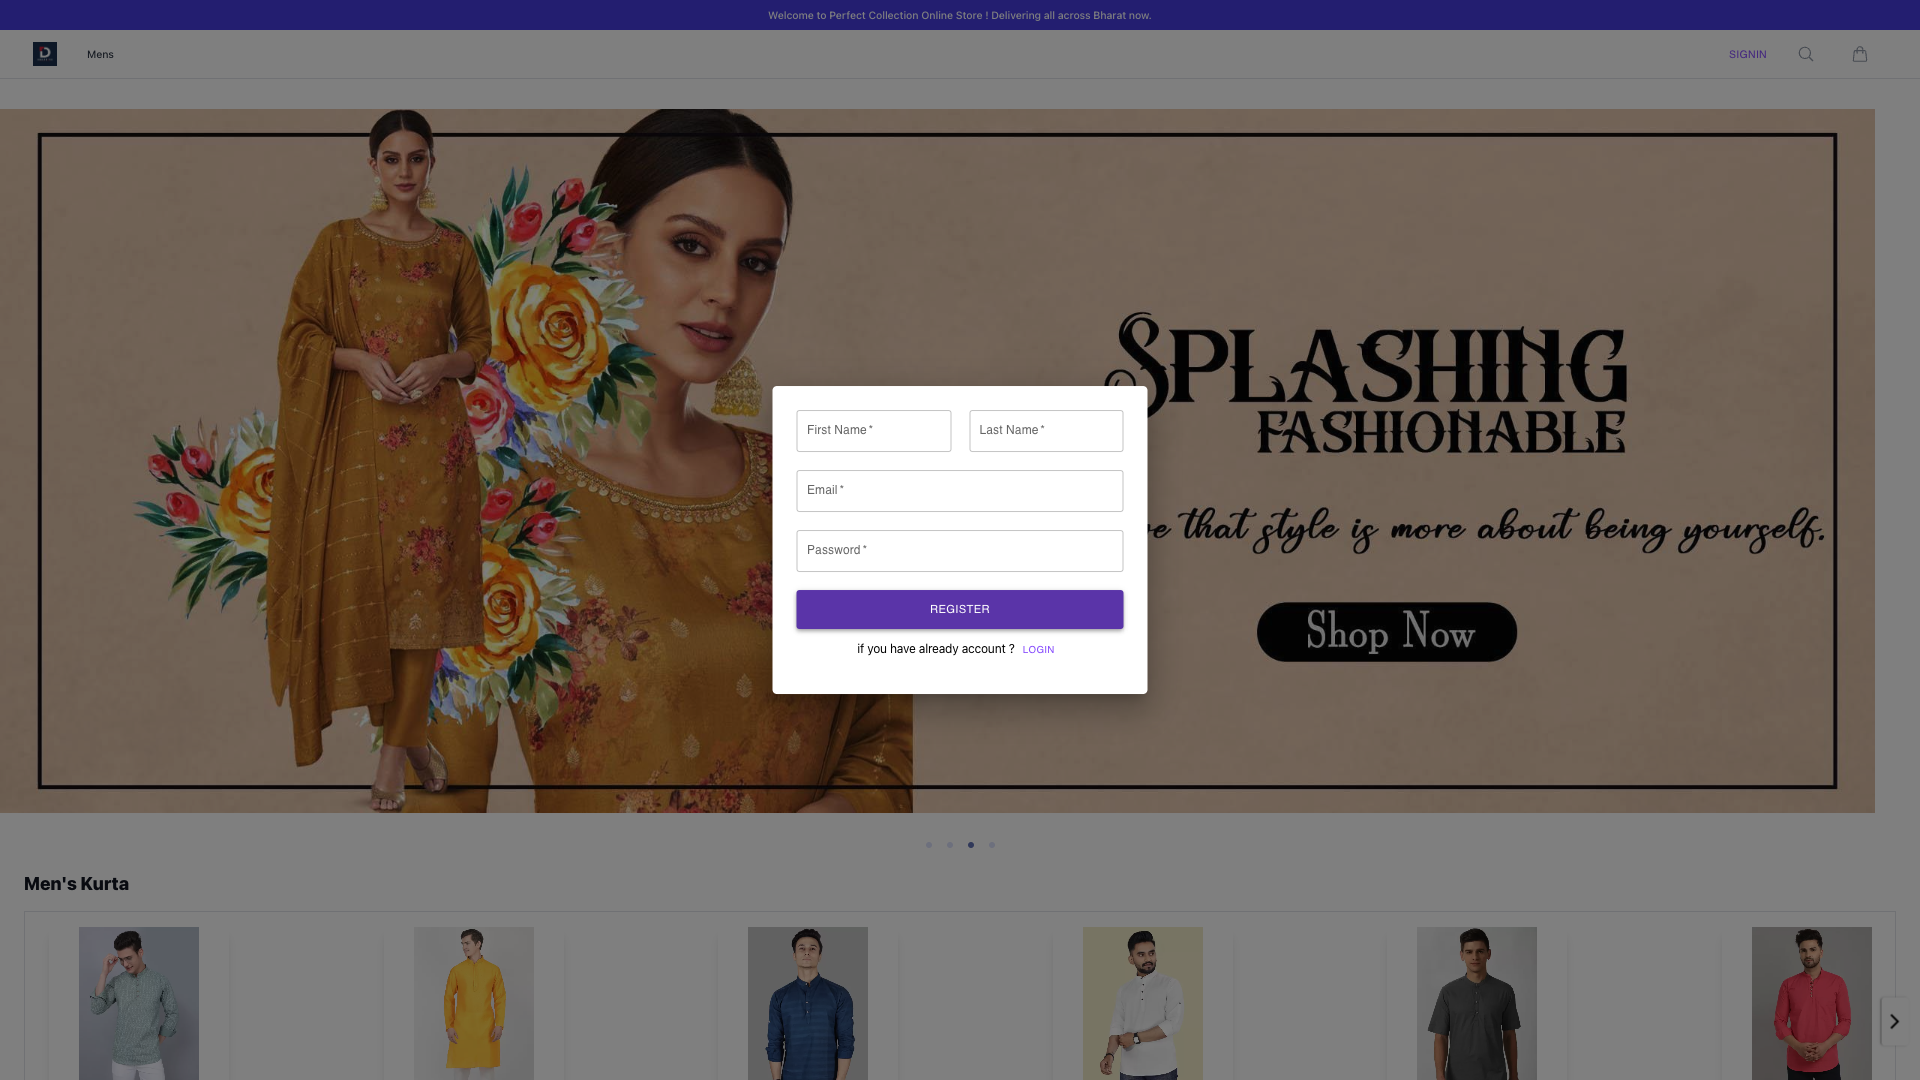 Welcome to Perfect Collection Online Store ! Delivering all across Bharat now.
Mens
SIGNIN
SPLASHING
FASHIONABLE
that style is more about being yourself.
Shop Now
First Name *
Last Name *
Email *
Password *
REGISTER
if you have already account ? LOGIN
Men's Kurta